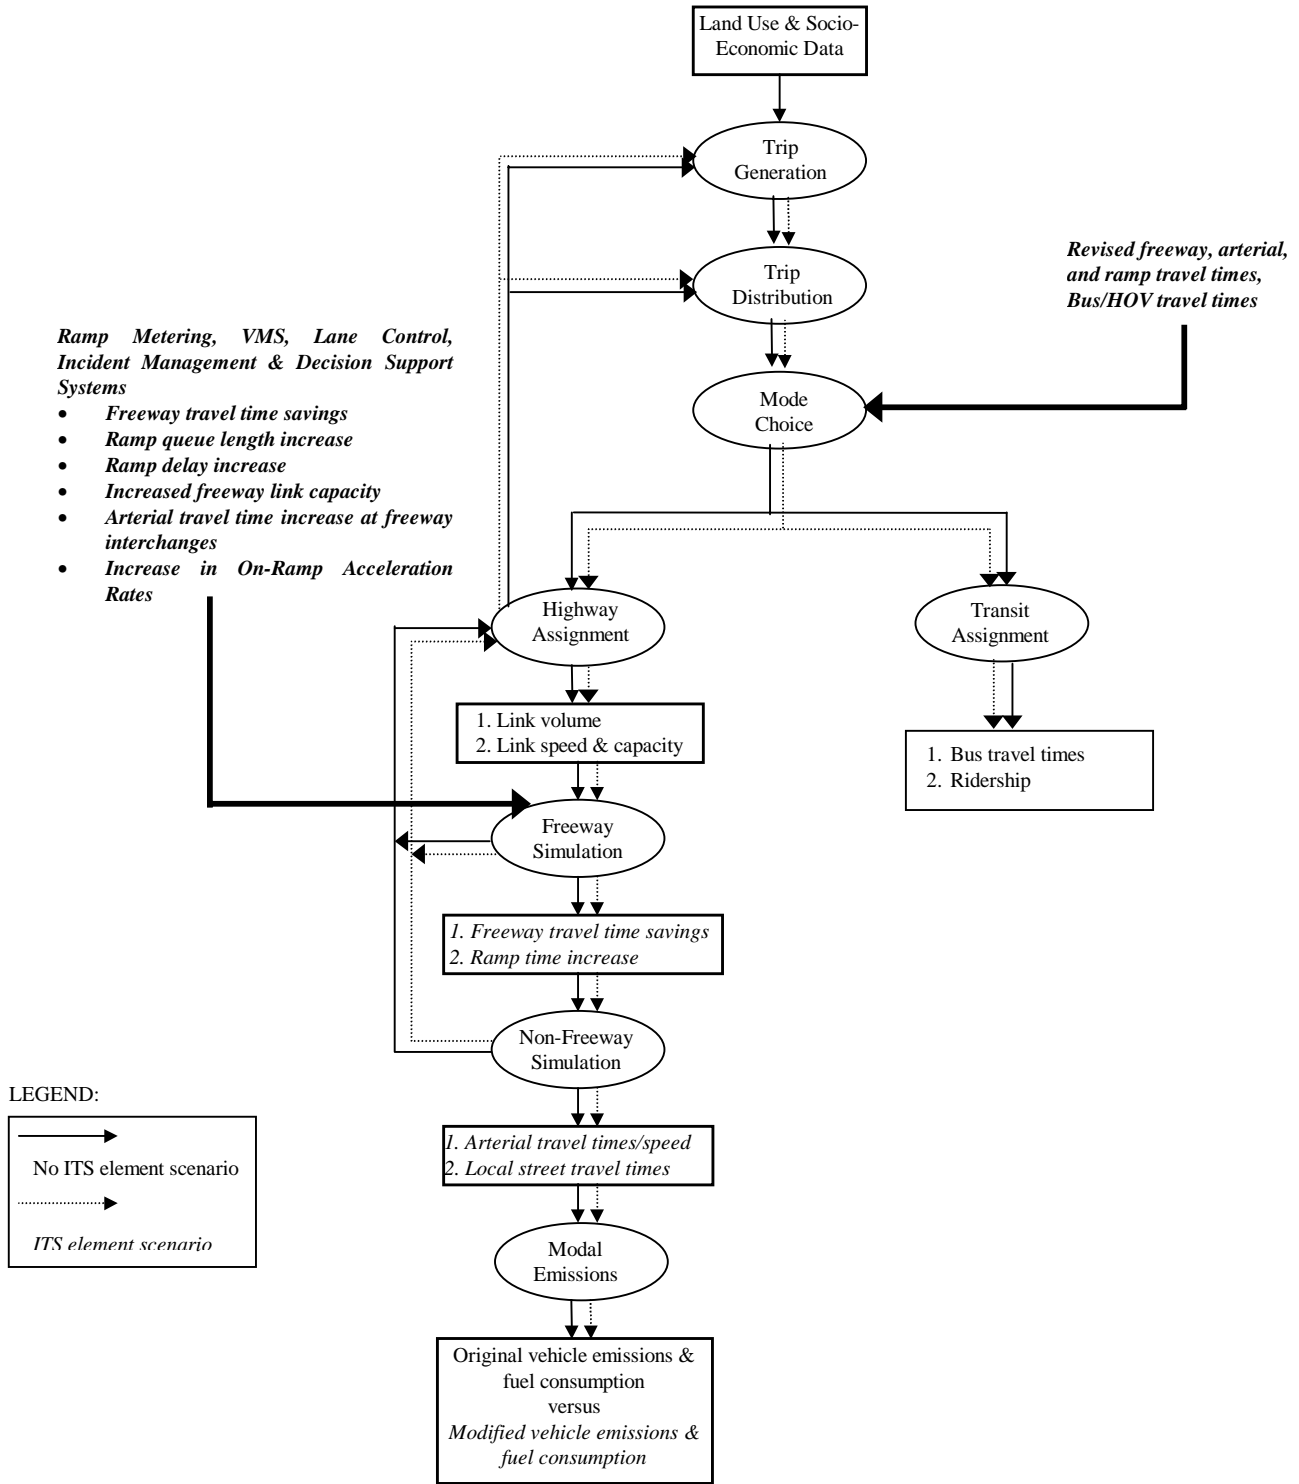 Land Use & Socio-
Economic Data
Trip
Generation
Trip
Distribution
Revised freeway, arterial,
and ramp travel times,
Bus/HOV travel times
Ramp Metering, VMS, Lane Control,
Incident Management & Decision Support
Systems
• Freeway travel time savings
• Ramp queue length increase
• Ramp delay increase
• Increased freeway link capacity
• Arterial travel time increase at freeway
interchanges
• Increase in On-Ramp Acceleration
Rates
Mode
Choice
Highway
Assignment
Transit
Assignment
1. Link volume
2. Link speed & capacity
1. Bus travel times
2. Ridership
Freeway
Simulation
1. Freeway travel time savings
2. Ramp time increase
Non-Freeway
Simulation
LEGEND:
No ITS element scenario
ITS element scenario
1. Arterial travel times/speed
2. Local street travel times
Modal
Emissions
Original vehicle emissions &
fuel consumption
versus
Modified vehicle emissions &
fuel consumption